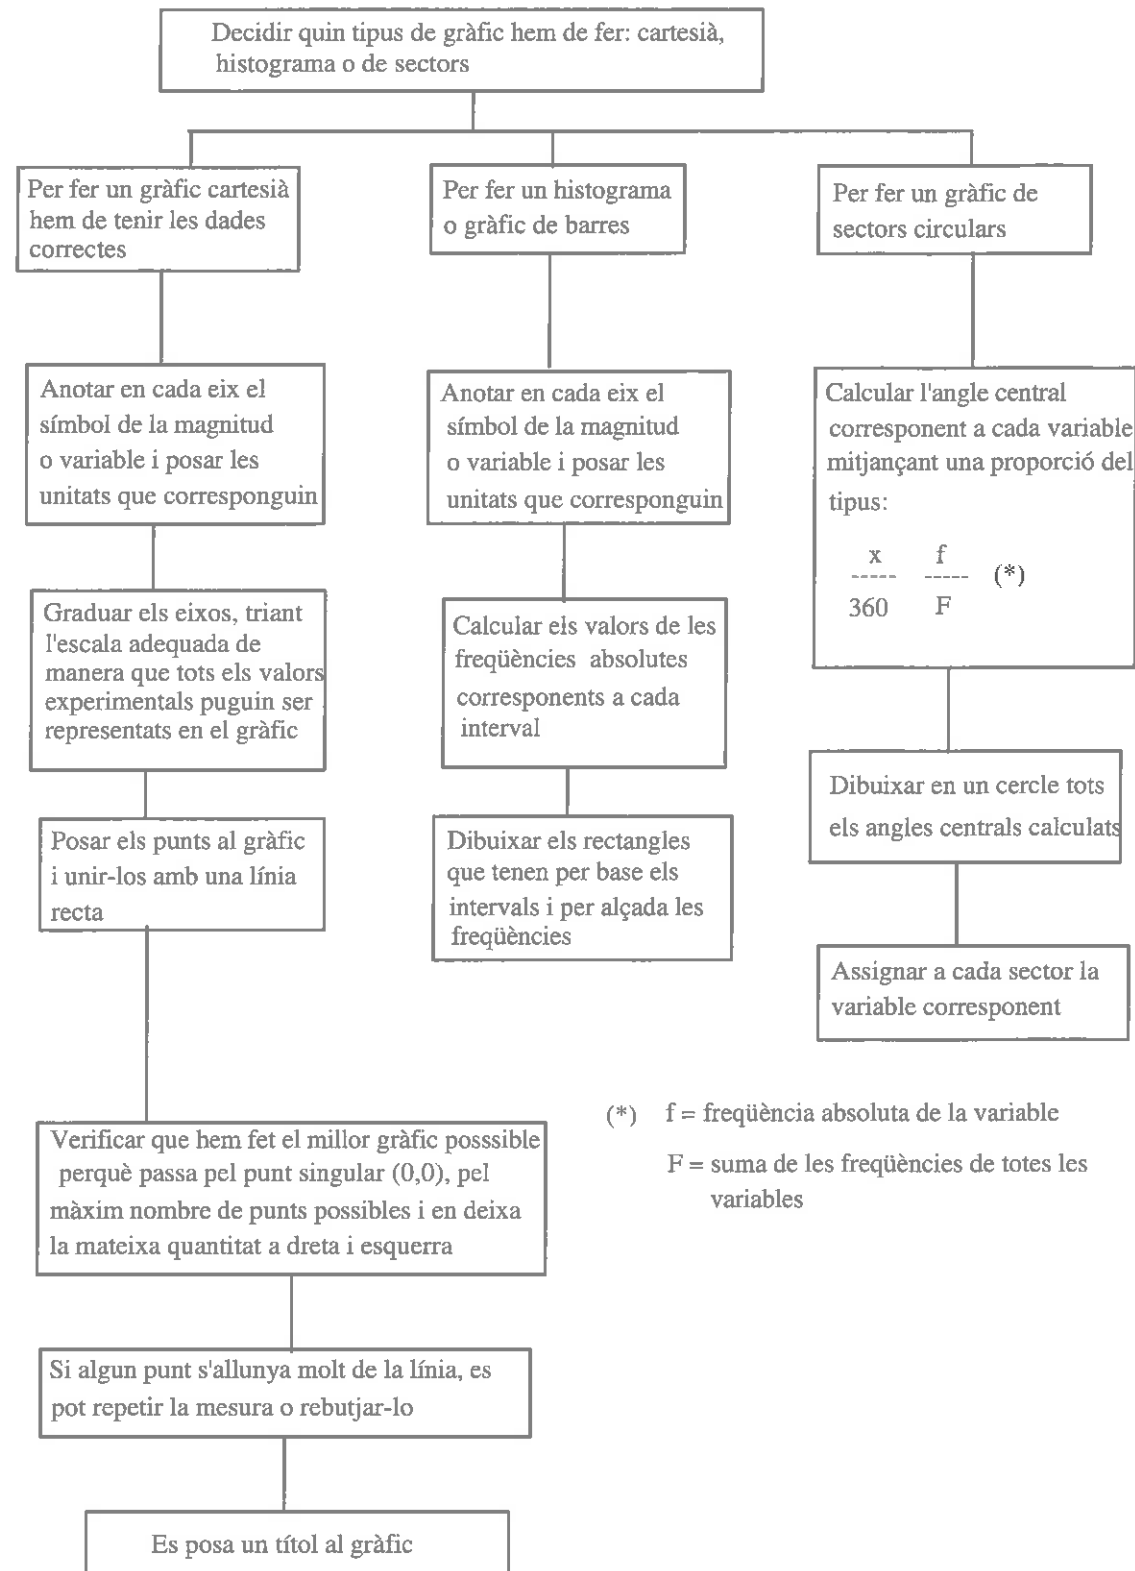 Decidir quin tipus de gràfic hem de fer: cartesià,
histograma o de sectors
Per fer un gràfic cartesià
hem de tenir les dades
correctes
Anotar en cada eix el
símbol de la magnitud
o variable i posar les
unitats que corresponguin
Graduar els eixos, triant
l'escala adequada de
manera que tots els valors
experimentals puguin ser
representats en el gràfic
Posar els punts al gràfic
i unir-los amb una línia
recta
Verificar que hem fet el millor gràfic posssible
perquè passa pel punt singular (0,0), pel
màxim nombre de punts possibles i en deixa
la mateixa quantitat a dreta i esquerra
Si algun punt s'allunya molt de la línia, es
pot repetir la mesura o rebutjar-lo
Es posa un títol al gràfic
Per fer un histograma
o gràfic de barres
Anotar en cada eix el
símbol de la magnitud
o variable i posar les
unitats que corresponguin
Calcular els valors de les
freqüències absolutes
corresponents a cada
interval
Dibuixar els rectangles
que tenen per base els
intervals i per alçada les
freqüències
Per fer un gràfic de
sectors circulars
Calcular l'angle central
corresponent a cada variable
mitjançant una proporció del
tipus:
x f
----- ----- (*)
360 F
Dibuixar en un cercle tots
els angles centrals calculats
Assignar a cada sector la
variable corresponent
(*) f = freqüència absoluta de la variable
F = suma de les freqüències de totes les
variables